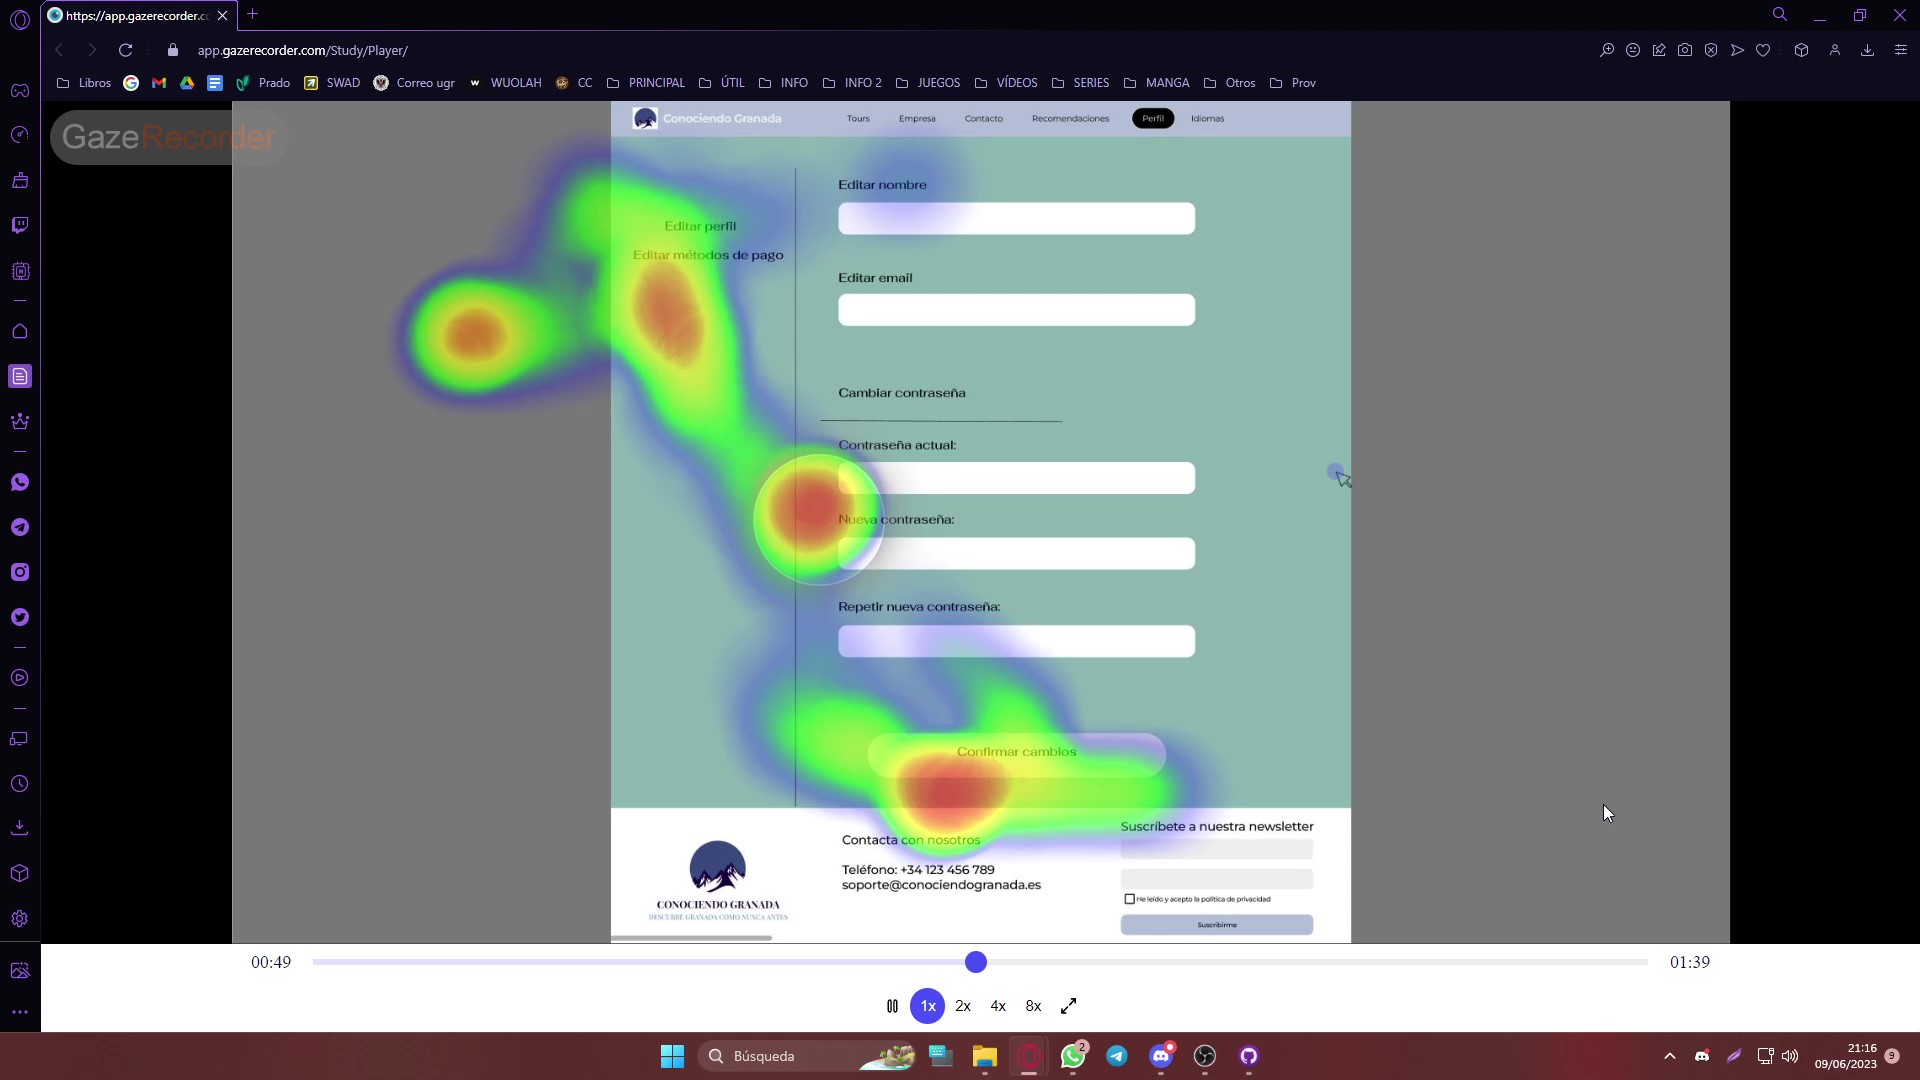 https://app.gazerecorder.cc
app.gazerecorder.com/Study/Player/
Libros Prado SWAD Correo ugr WUOLAH CC PRINCIPAL ÚTIL INFO INFO 2 JUEGOS VÍDEOS SERIES MANGA Otros Prov
GazeRecorder
Conociendo Granada Tours Empresa Contacto Recomendaciones Perfil Idiomas
Editar perfil
Editar métodos de pago
Editar nombre
Editar email
Cambiar contraseña
Contraseña actual:
Nueva contraseña:
Repetir nueva contraseña:
Confirmar cambios
CONOCIENDO GRANADA
DESCUBRE GRANADA COMO NUNCA ANTES
Contacta con nosotros
Teléfono: +34 123 456 789
soporte@conociendogranada.es
Suscríbete a nuestra newsletter
He leído y acepto la política de privacidad
Suscribirme
00:49 01:39
1x 2x 4x 8x
Búsqueda
2
21:16
09/06/2023
9